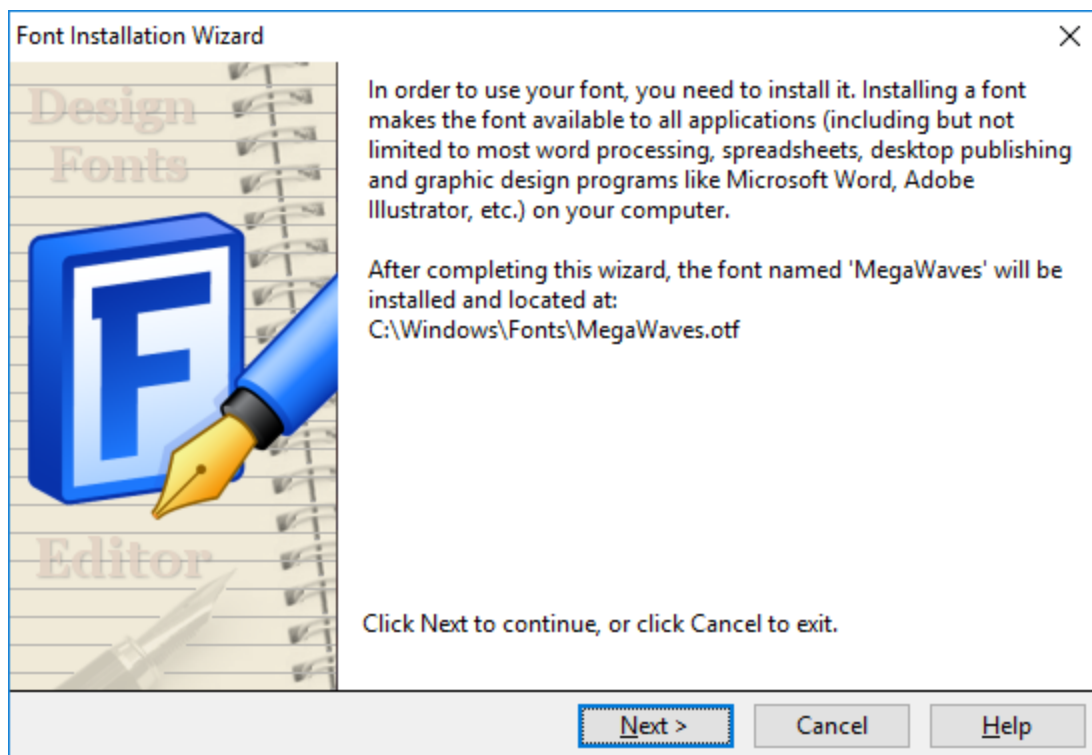 Font Installation Wizard
Design
Fonts
F
Editor
In order to use your font, you need to install it. Installing a font
makes the font available to all applications (including but not
limited to most word processing, spreadsheets, desktop publishing
and graphic design programs like Microsoft Word, Adobe
Illustrator, etc.) on your computer.
After completing this wizard, the font named 'MegaWaves' will be
installed and located at:
C:\Windows\Fonts\MegaWaves.otf
Click Next to continue, or click Cancel to exit.
Next >
Cancel
Help